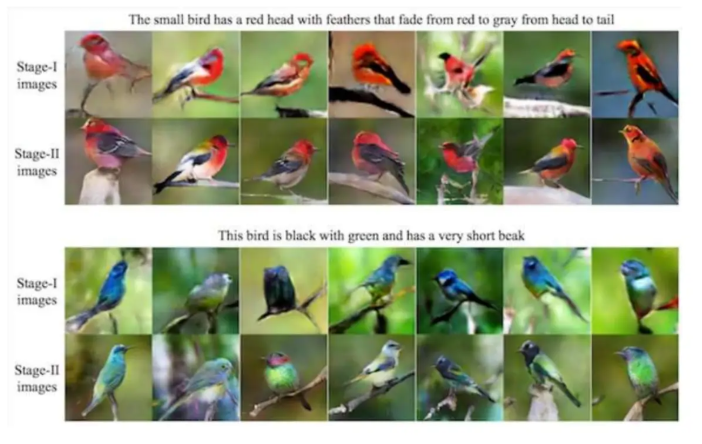 The small bird has a red head with feathers that fade from red to gray from head to tail
Stage-I
images
Stage-II
images
This bird is black with green and has a very short beak
Stage-I
images
Stage-II
images